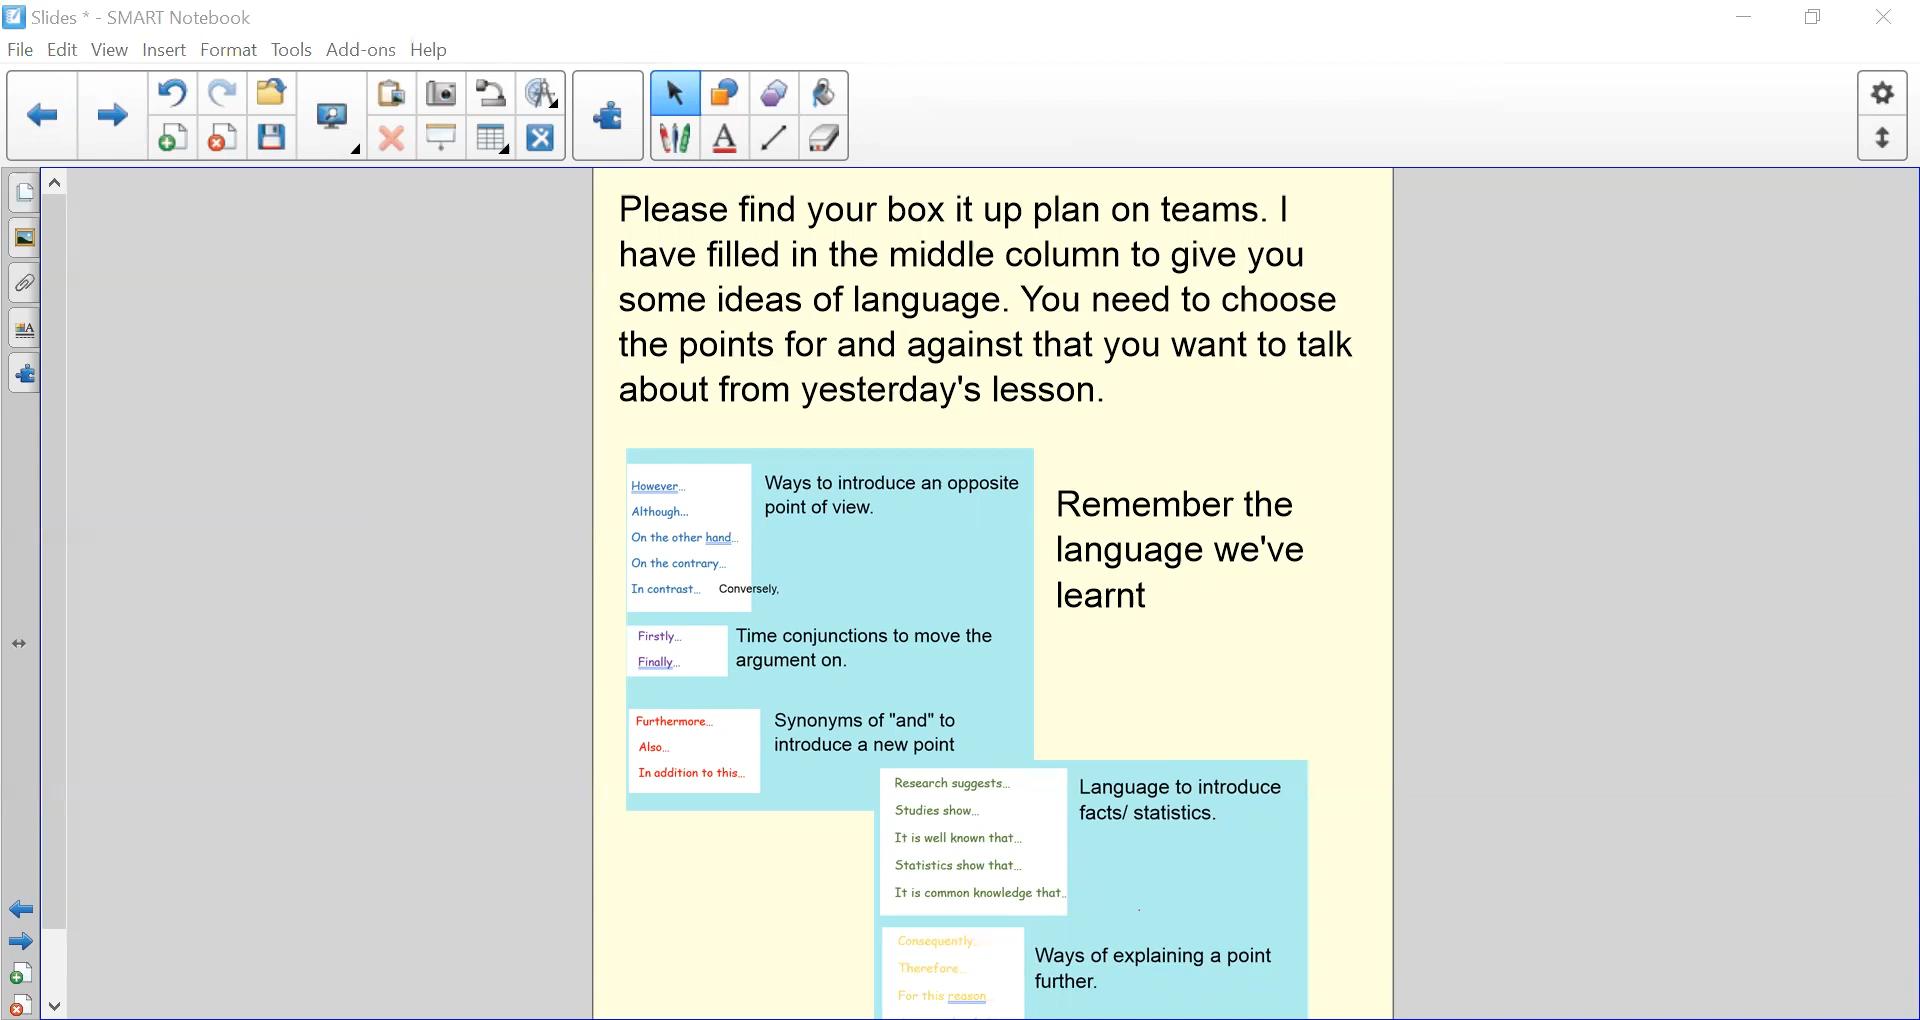 Slides * - SMART Notebook
File Edit View Insert Format Tools Add-ons Help
Please find your box it up plan on teams. I
have filled in the middle column to give you
some ideas of language. You need to choose
the points for and against that you want to talk
about from yesterday's lesson.
However...
Although...
On the other hand...
On the contrary...
In contrast... Conversely,
Ways to introduce an opposite
point of view.
Remember the
language we've
learnt
Firstly...
Finally...
Time conjunctions to move the
argument on.
Furthermore...
Also...
In addition to this...
Synonyms of "and" to
introduce a new point
Research suggests...
Studies show...
It is well known that...
Statistics show that...
It is common knowledge that..
Language to introduce
facts/ statistics.
Consequently...
Therefore...
For this reason
Ways of explaining a point
further.